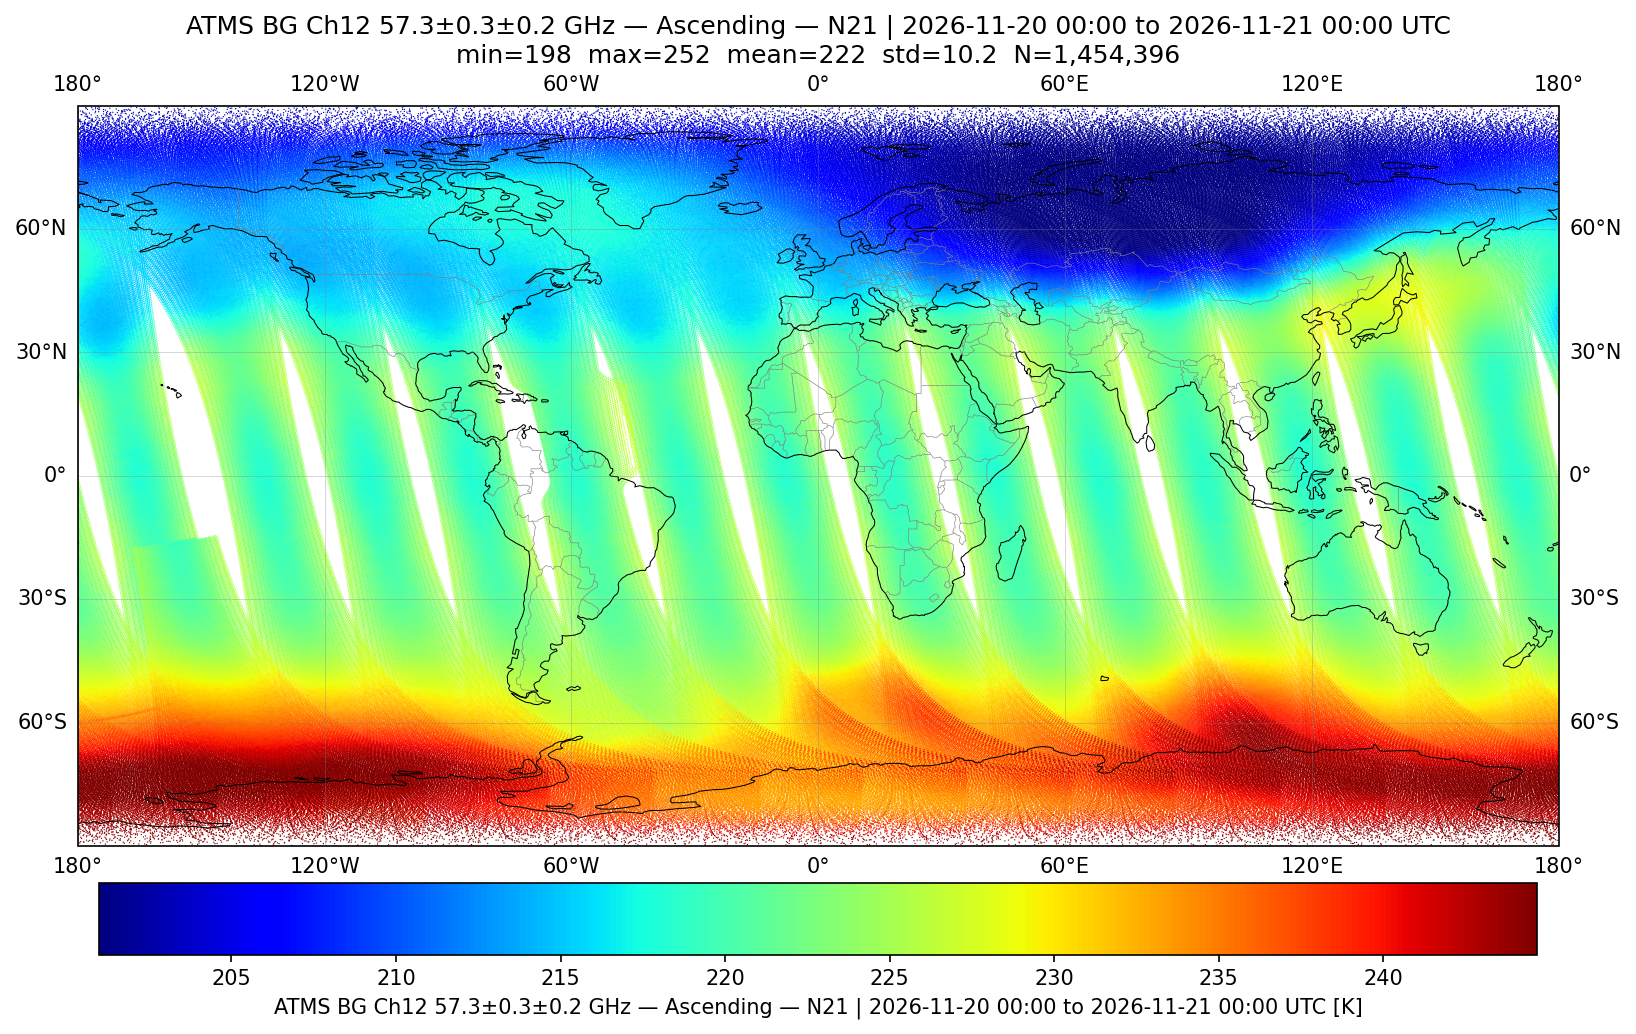 ATMS BG Ch12 57.3±0.3±0.2 GHz — Ascending — N21 | 2026-11-20 00:00 to 2026-11-21 00:00 UTC
min=198 max=252 mean=222 std=10.2 N=1,454,396
180° 120°W 60°W 0° 60°E 120°E 180°
60°N 60°N
30°N 30°N
0° 0°
30°S 30°S
60°S 60°S
180° 120°W 60°W 0° 60°E 120°E 180°
205 210 215 220 225 230 235 240
ATMS BG Ch12 57.3±0.3±0.2 GHz — Ascending — N21 | 2026-11-20 00:00 to 2026-11-21 00:00 UTC [K]